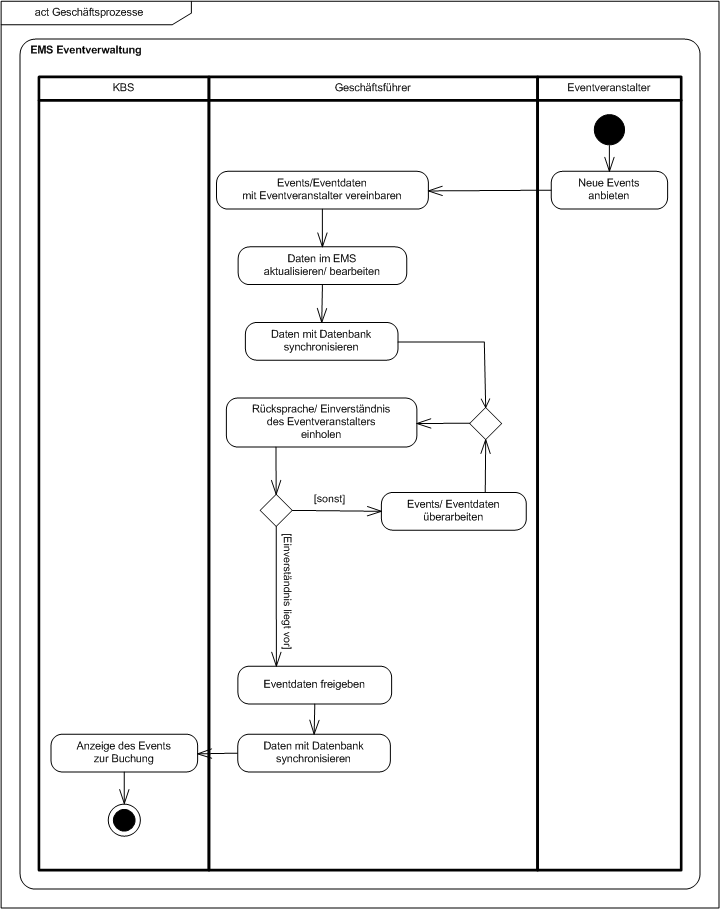 act Geschäftsprozesse
EMS Eventverwaltung
KBS
Geschäftsführer
Eventveranstalter
Neue Events
anbieten
Events/Eventdaten
mit Eventveranstalter vereinbaren
Daten im EMS
aktualisieren/ bearbeiten
Daten mit Datenbank
synchronisieren
Rücksprache/ Einverständnis
des Eventveranstalters
einholen
[sonst]
Events/ Eventdaten
überarbeiten
[Einverständnis liegt vor]
Eventdaten freigeben
Daten mit Datenbank
synchronisieren
Anzeige des Events
zur Buchung